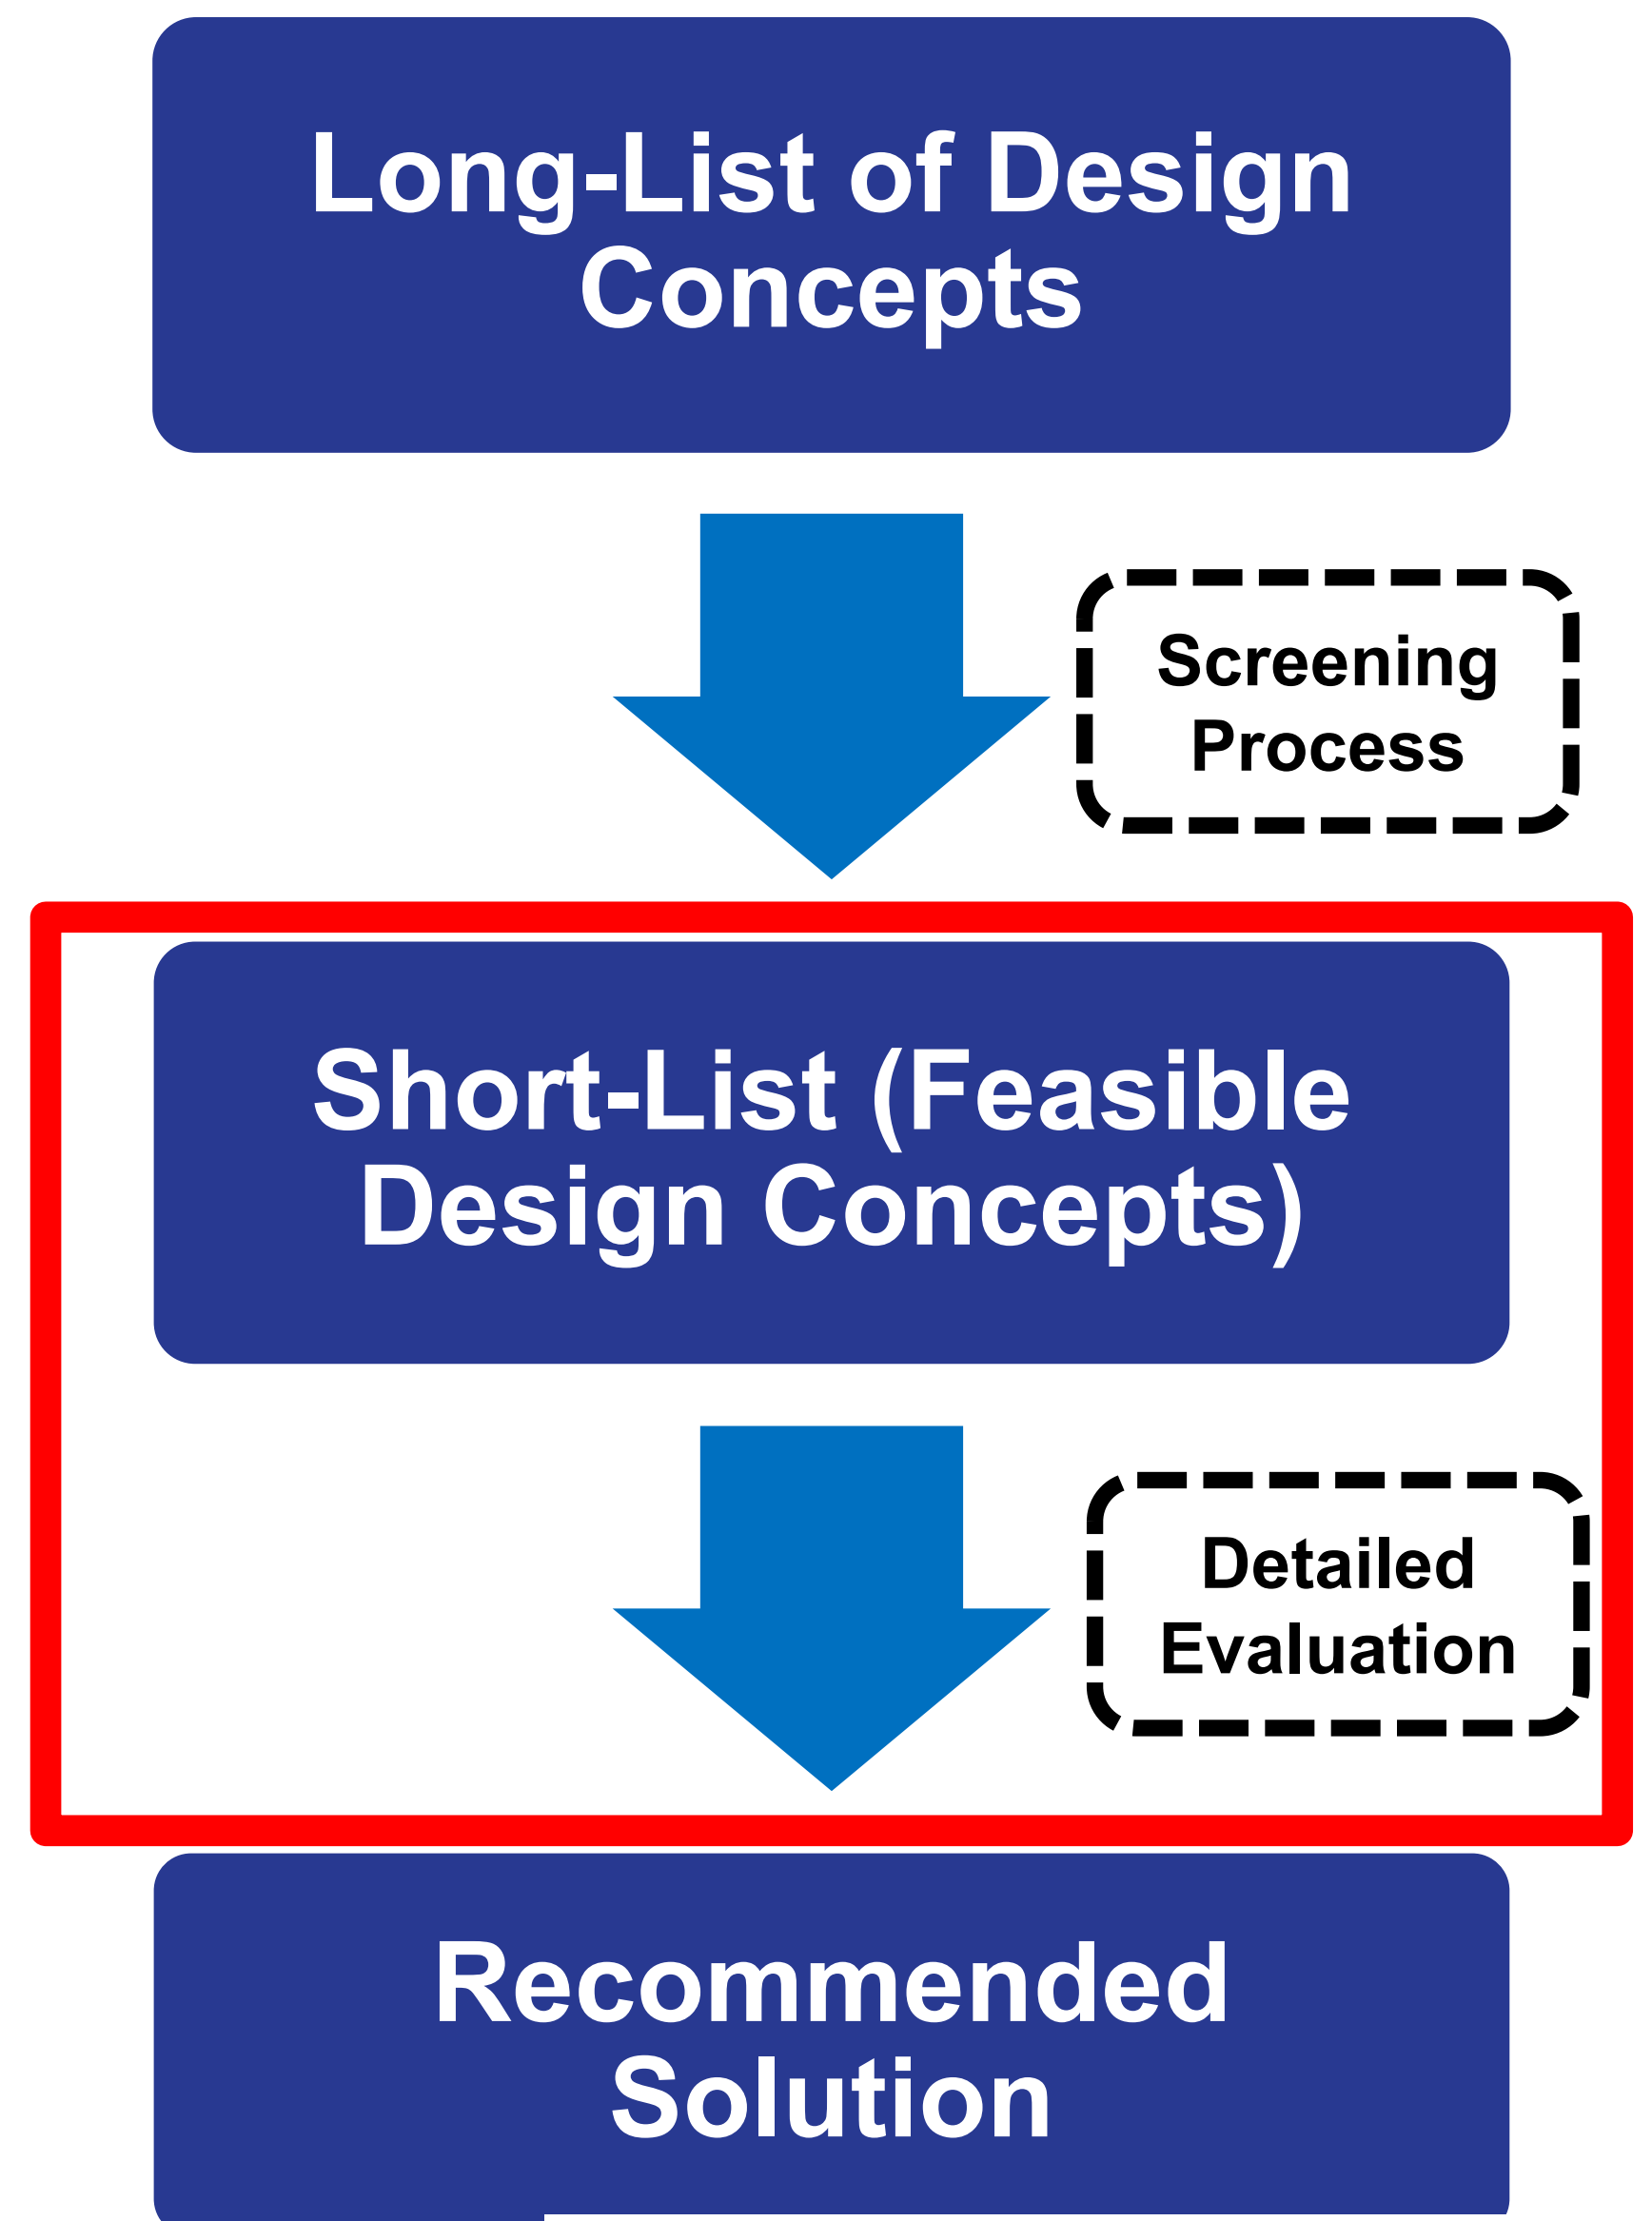 Long-List of Design
Concepts
Screening
Process
Short-List (Feasible
Design Concepts)
Detailed
Evaluation
Recommended
Solution